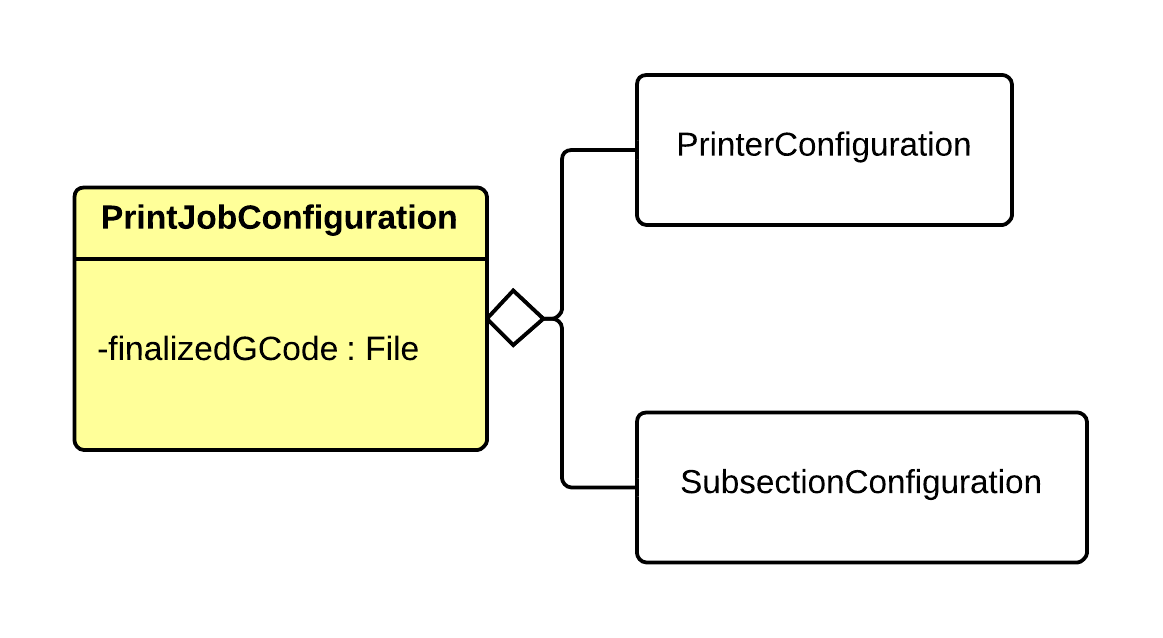 PrinterConfiguration
PrintJobConfiguration
-finalizedGCode : File
SubsectionConfiguration